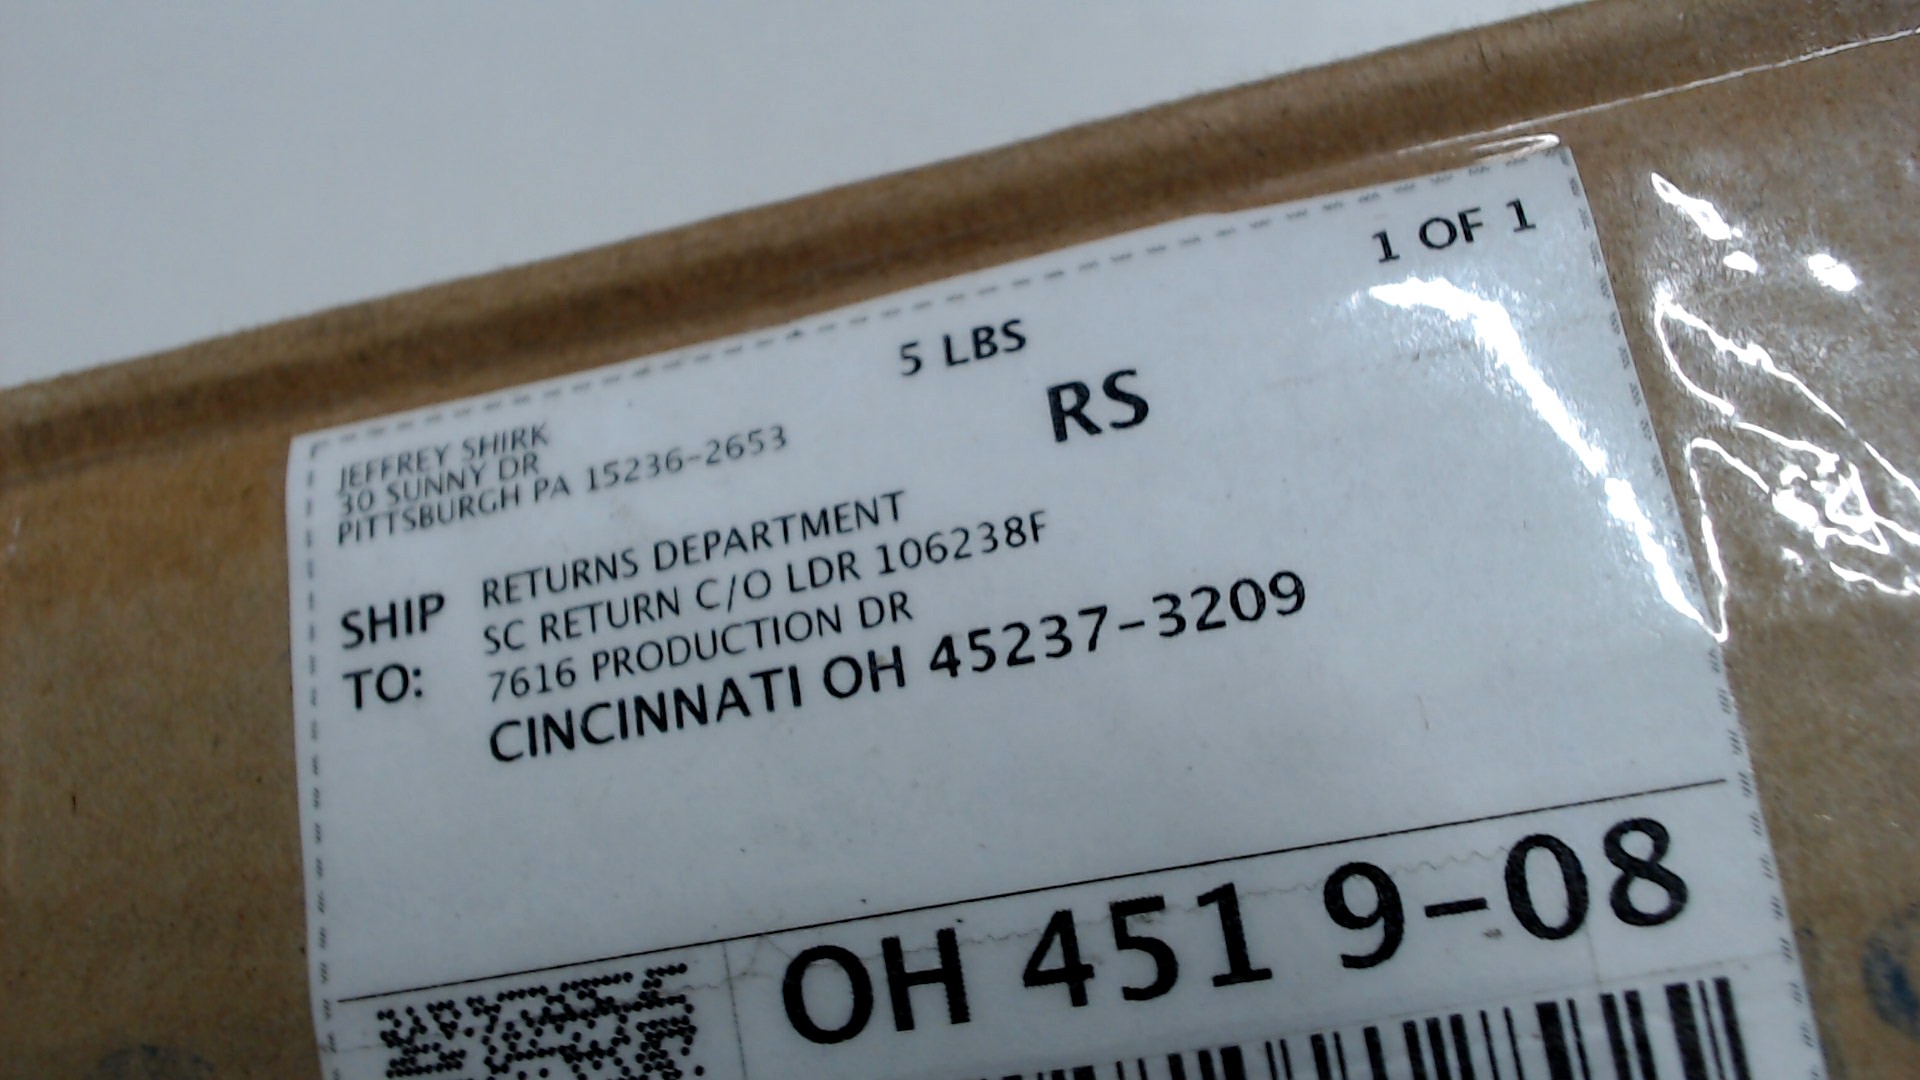 1 OF 1
5 LBS
RS
JEFFREY SHIRK
30 SUNNY DR
PITTSBURGH PA 15236-2653
SHIP
TO:
RETURNS DEPARTMENT
SC RETURN C/O LDR 106238F
7616 PRODUCTION DR
CINCINNATI OH 45237-3209
OH 451 9-08